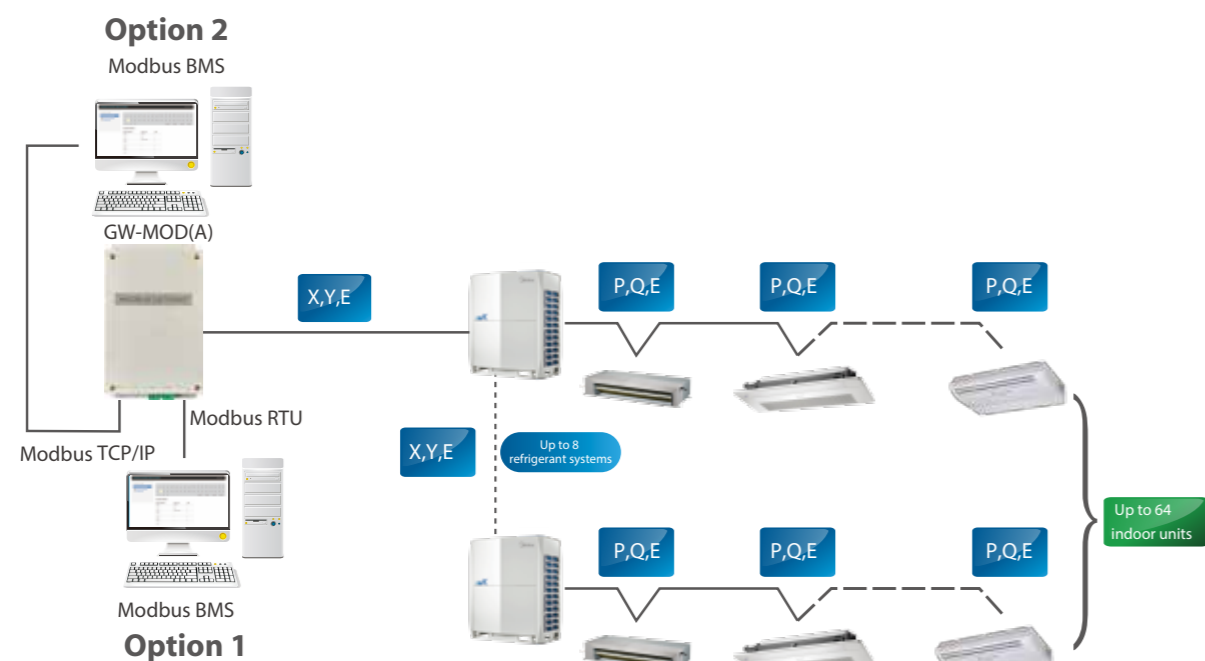 Option 2
Modbus BMS
GW-MOD(A)
X,Y,E
P,Q,E
P,Q,E
P,Q,E
Modbus RTU
Modbus TCP/IP
X,Y,E
Up to 8
refrigerant systems
Up to 64
indoor units
P,Q,E
P,Q,E
P,Q,E
Modbus BMS
Option 1